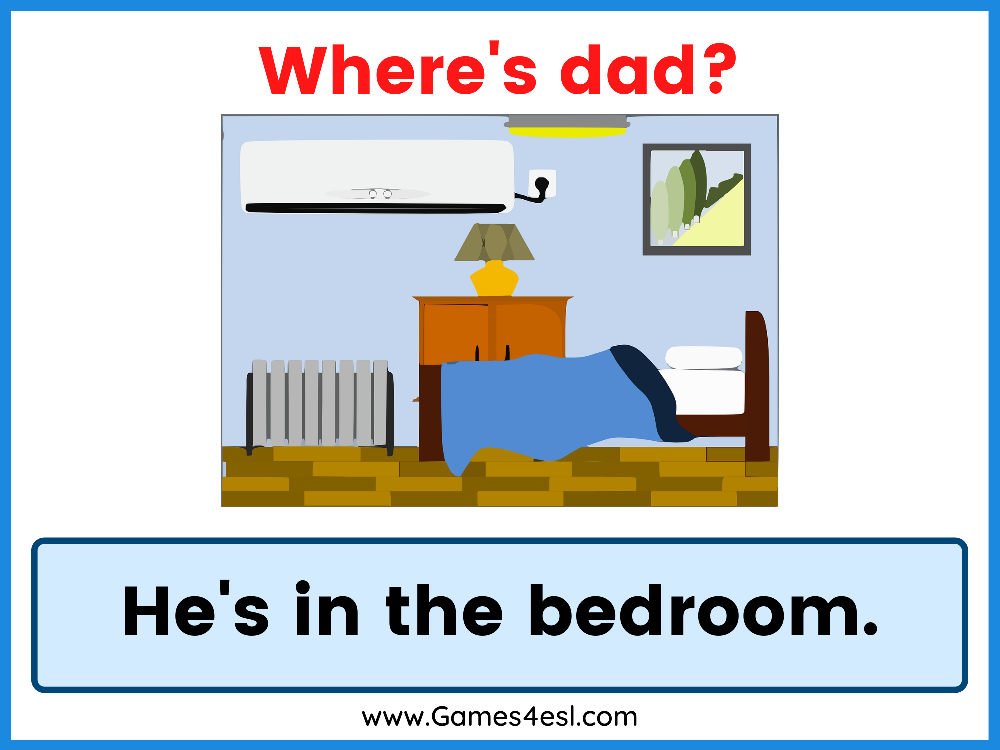 Where's dad?
He's in the bedroom.
www.Games4esl.com